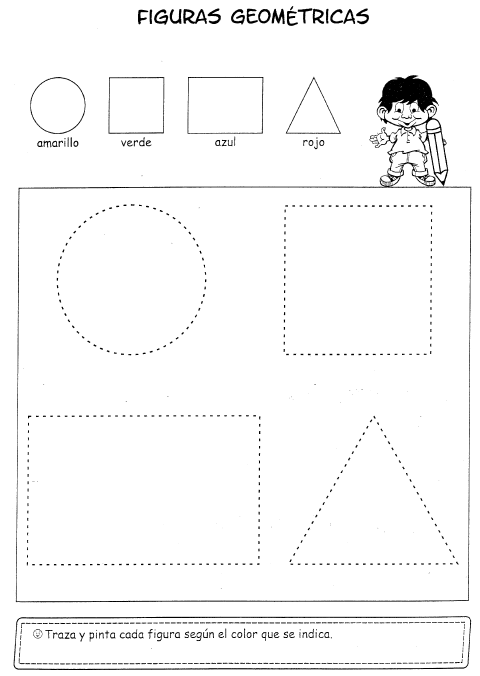 FIGURAS GEOMÉTRICAS
amarillo
verde
azul
rojo
Traza y pinta cada figura según el color que se indica.